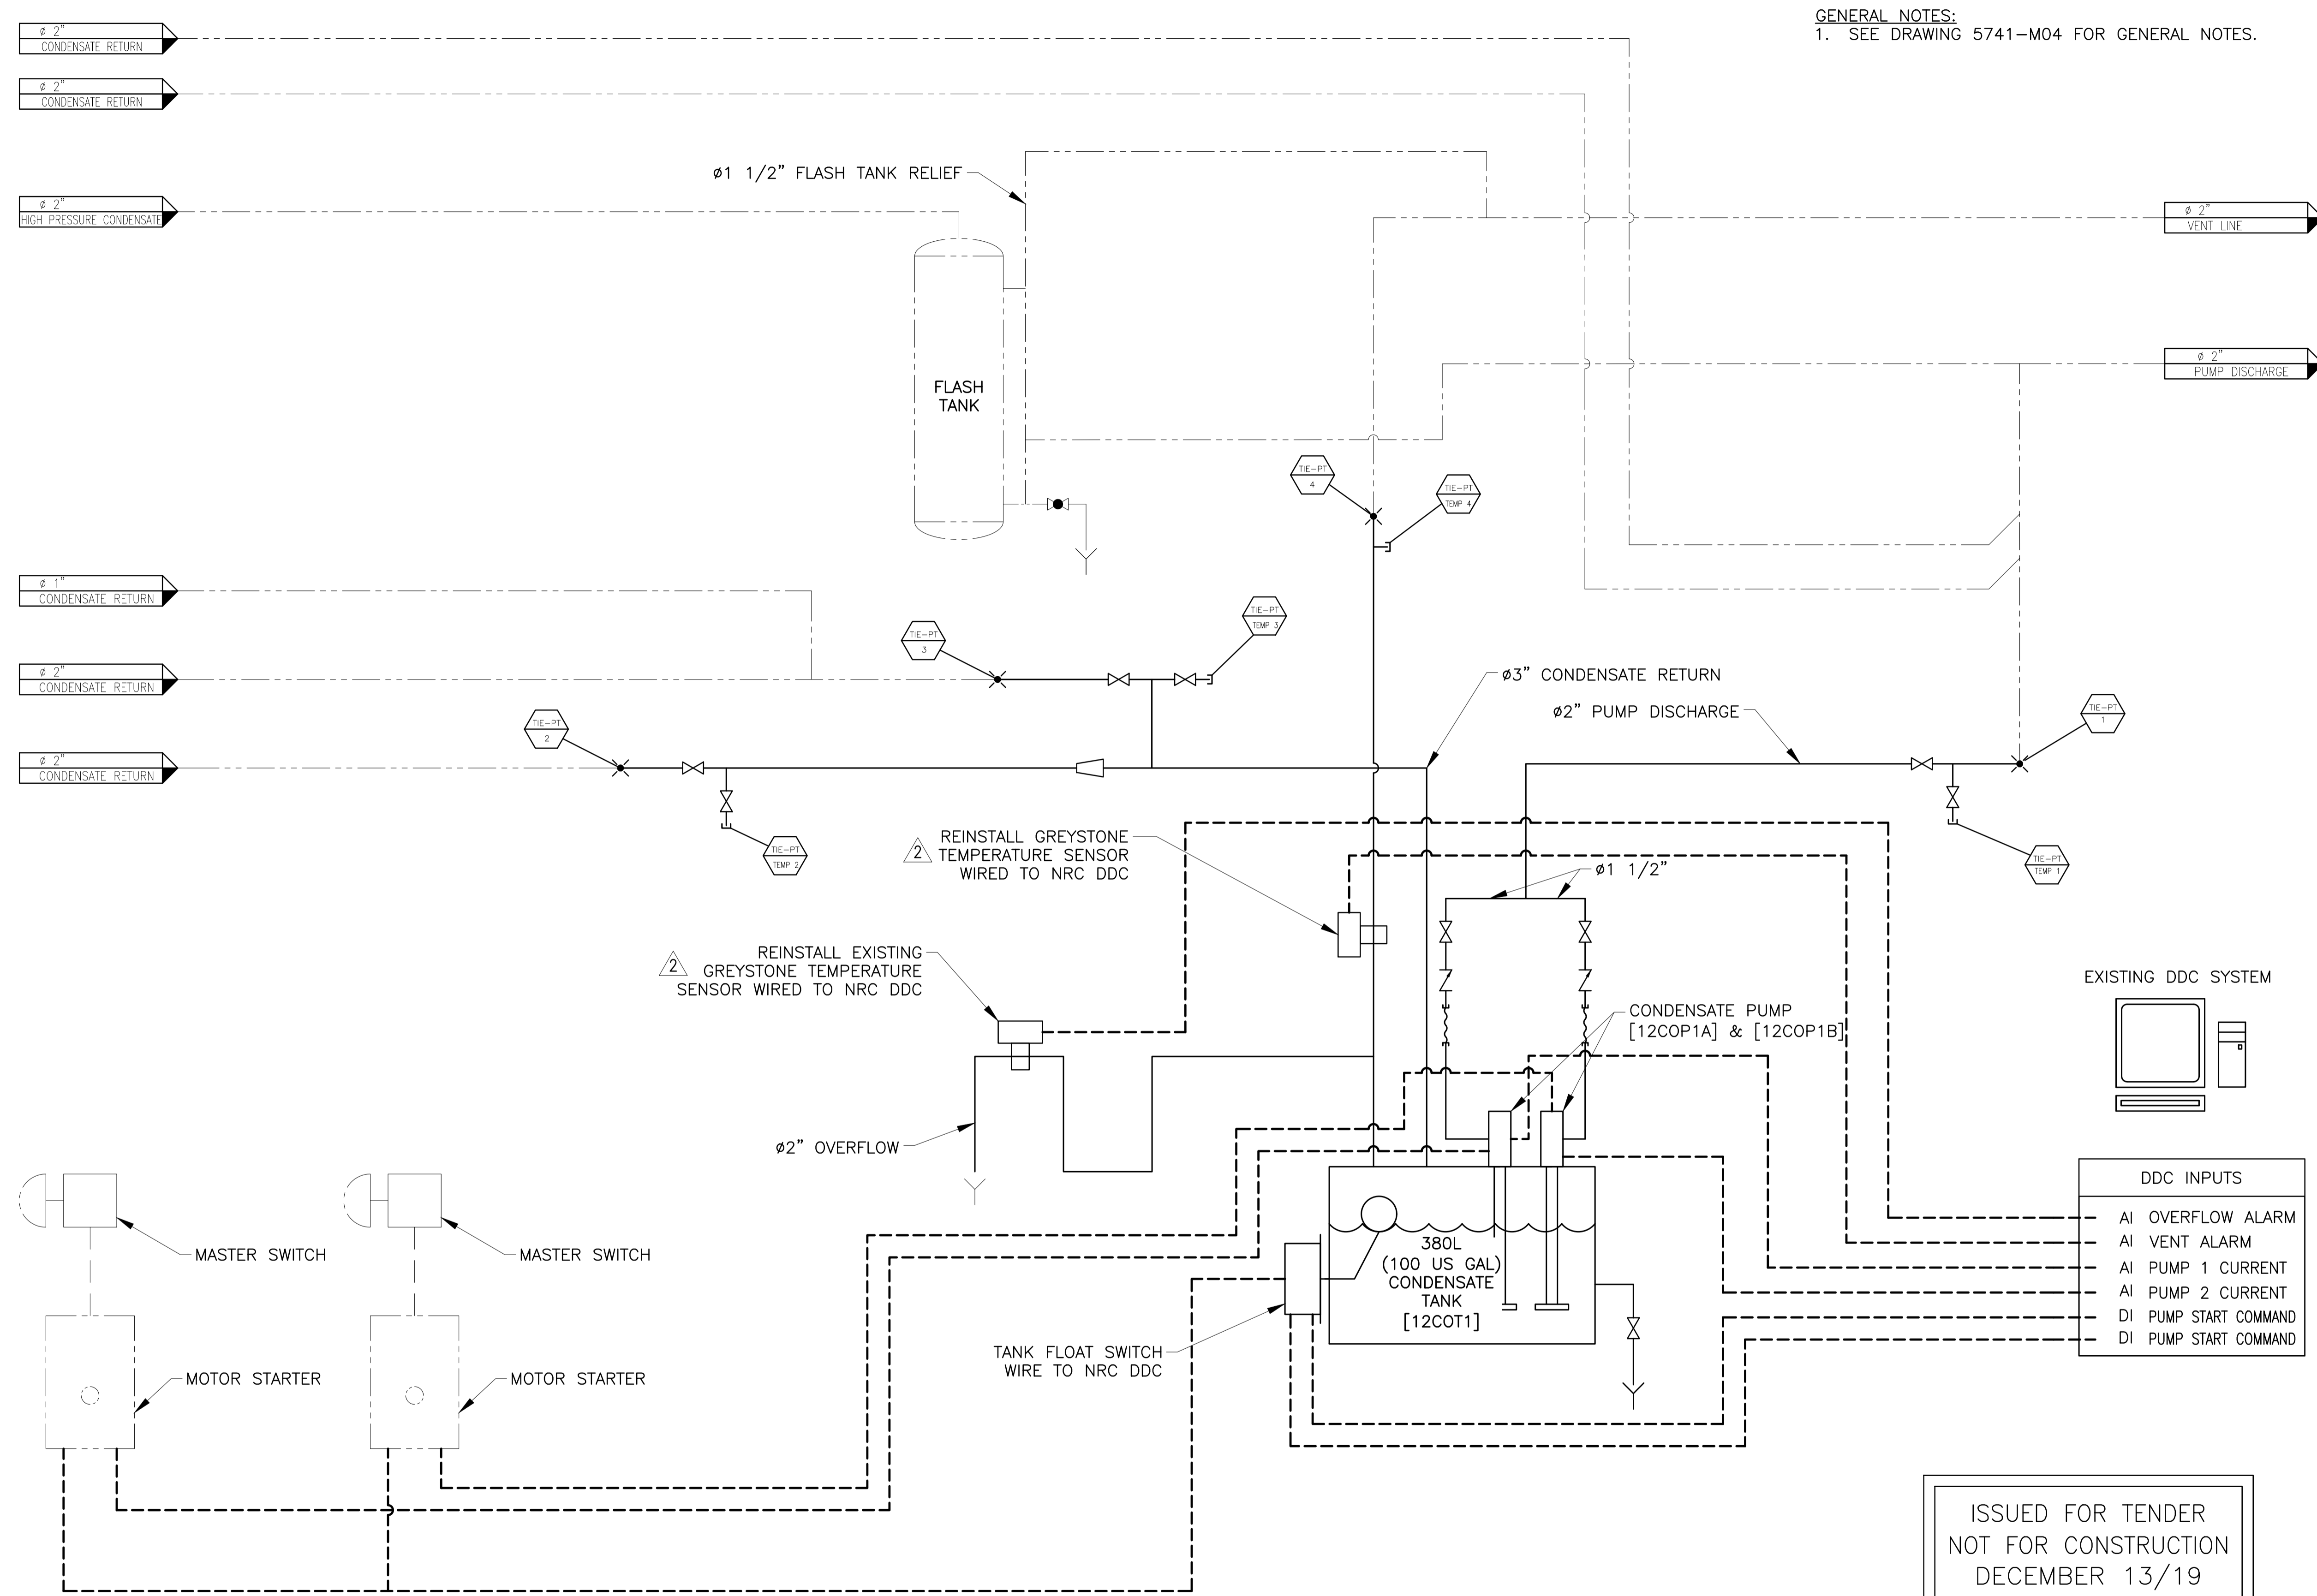 GENERAL NOTES:
1. SEE DRAWING 5741-M04 FOR GENERAL NOTES.
ø 2"
CONDENSATE RETURN
ø 2"
CONDENSATE RETURN
ø1 1/2" FLASH TANK RELIEF
ø 2"
HIGH PRESSURE CONDENSATE
ø 2"
VENT LINE
ø 2"
PUMP DISCHARGE
FLASH
TANK
TIE-PT
4
TIE-PT
TEMP 4
ø 1"
CONDENSATE RETURN
TIE-PT
3
TIE-PT
TEMP 3
ø 2"
CONDENSATE RETURN
ø3" CONDENSATE RETURN
ø2" PUMP DISCHARGE
TIE-PT
1
TIE-PT
2
ø 2"
CONDENSATE RETURN
TIE-PT
TEMP 2
2
REINSTALL GREYSTONE
TEMPERATURE SENSOR
WIRED TO NRC DDC
ø1 1/2"
TIE-PT
TEMP 1
2
REINSTALL EXISTING
GREYSTONE TEMPERATURE
SENSOR WIRED TO NRC DDC
EXISTING DDC SYSTEM
CONDENSATE PUMP
[12COP1A] & [12COP1B]
ø2" OVERFLOW
DDC INPUTS
AI OVERFLOW ALARM
AI VENT ALARM
AI PUMP 1 CURRENT
AI PUMP 2 CURRENT
DI PUMP START COMMAND
DI PUMP START COMMAND
MASTER SWITCH
MASTER SWITCH
380L
(100 US GAL)
CONDENSATE
TANK
[12COT1]
TANK FLOAT SWITCH
WIRE TO NRC DDC
MOTOR STARTER
MOTOR STARTER
ISSUED FOR TENDER
NOT FOR CONSTRUCTION
DECEMBER 13/19